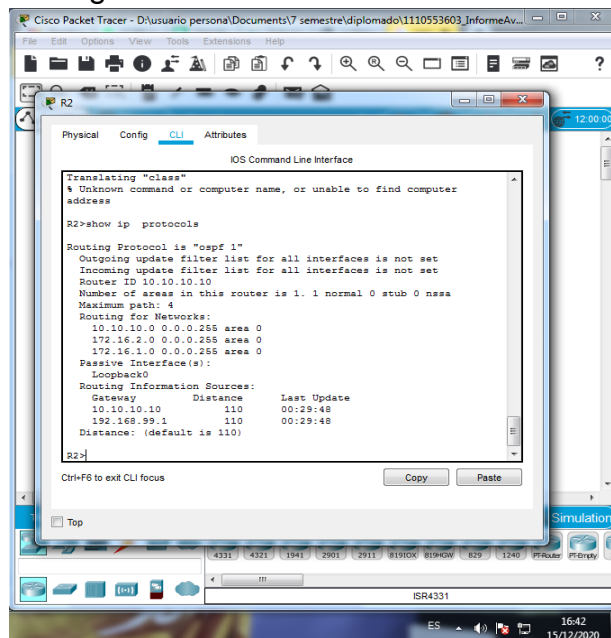 Cisco Packet Tracer - D:\usuario persona\Documents\7 semestre\diplomado\1110553603_InformeAv...
File Edit Options View Tools Extensions Help
R2
12:00:00
Physical Config CLI Attributes
IOS Command Line Interface
Translating "class"
% Unknown command or computer name, or unable to find computer
address
R2>show ip protocols
Routing Protocol is "ospf 1"
Outgoing update filter list for all interfaces is not set
Incoming update filter list for all interfaces is not set
Router ID 10.10.10.10
Number of areas in this router is 1. 1 normal 0 stub 0 nssa
Maximum path: 4
Routing for Networks:
10.10.10.0 0.0.0.255 area 0
172.16.2.0 0.0.0.255 area 0
172.16.1.0 0.0.0.255 area 0
Passive Interface(s):
Loopback0
Routing Information Sources:
Gateway Distance Last Update
10.10.10.10 110 00:29:48
192.168.99.1 110 00:29:48
Distance: (default is 110)
R2>
Ctrl+F6 to exit CLI focus
Copy Paste
Top
Simulation
4331 4321 1941 2901 2911 819IOX 819HGW 829 1240 PT-Router PT-Empty
ISR4331
ES
16:42
15/12/2020